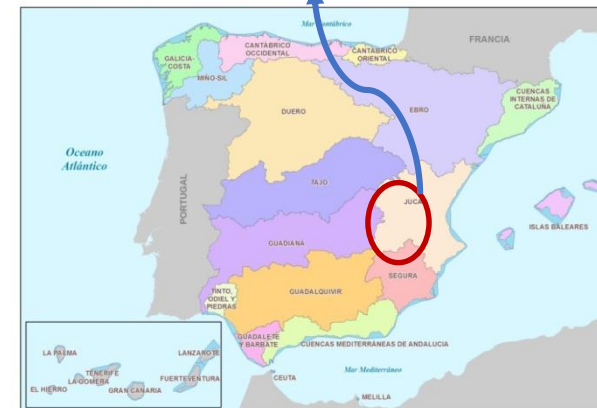 Mar Cantábrico
FRANCIA
GALICIA-
COSTA
CANTÁBRICO
OCCIDENTAL
CANTÁBRICO
ORIENTAL
MIÑO-SIL
CUENCAS
INTERNAS DE
CATALUÑA
DUERO
EBRO
Oceano
Atlántico
PORTUGAL
TAJO
JUCA
ISLAS BALEARES
GUADIANA
SEGURA
TINTO,
ODIEL Y
PIEDRAS
GUADALQUIVIR
GUADALETE
Y BARBATE
CUENCAS MEDITERRÁNEAS DE ANDALUCIA
LA PALMA
LANZAROTE
TENERIFE
LA GOMERA
FUERTEVENTURA
EL HIERRO
GRAN CANARIA
CEUTA
Mar Mediterráneo
MELILLA